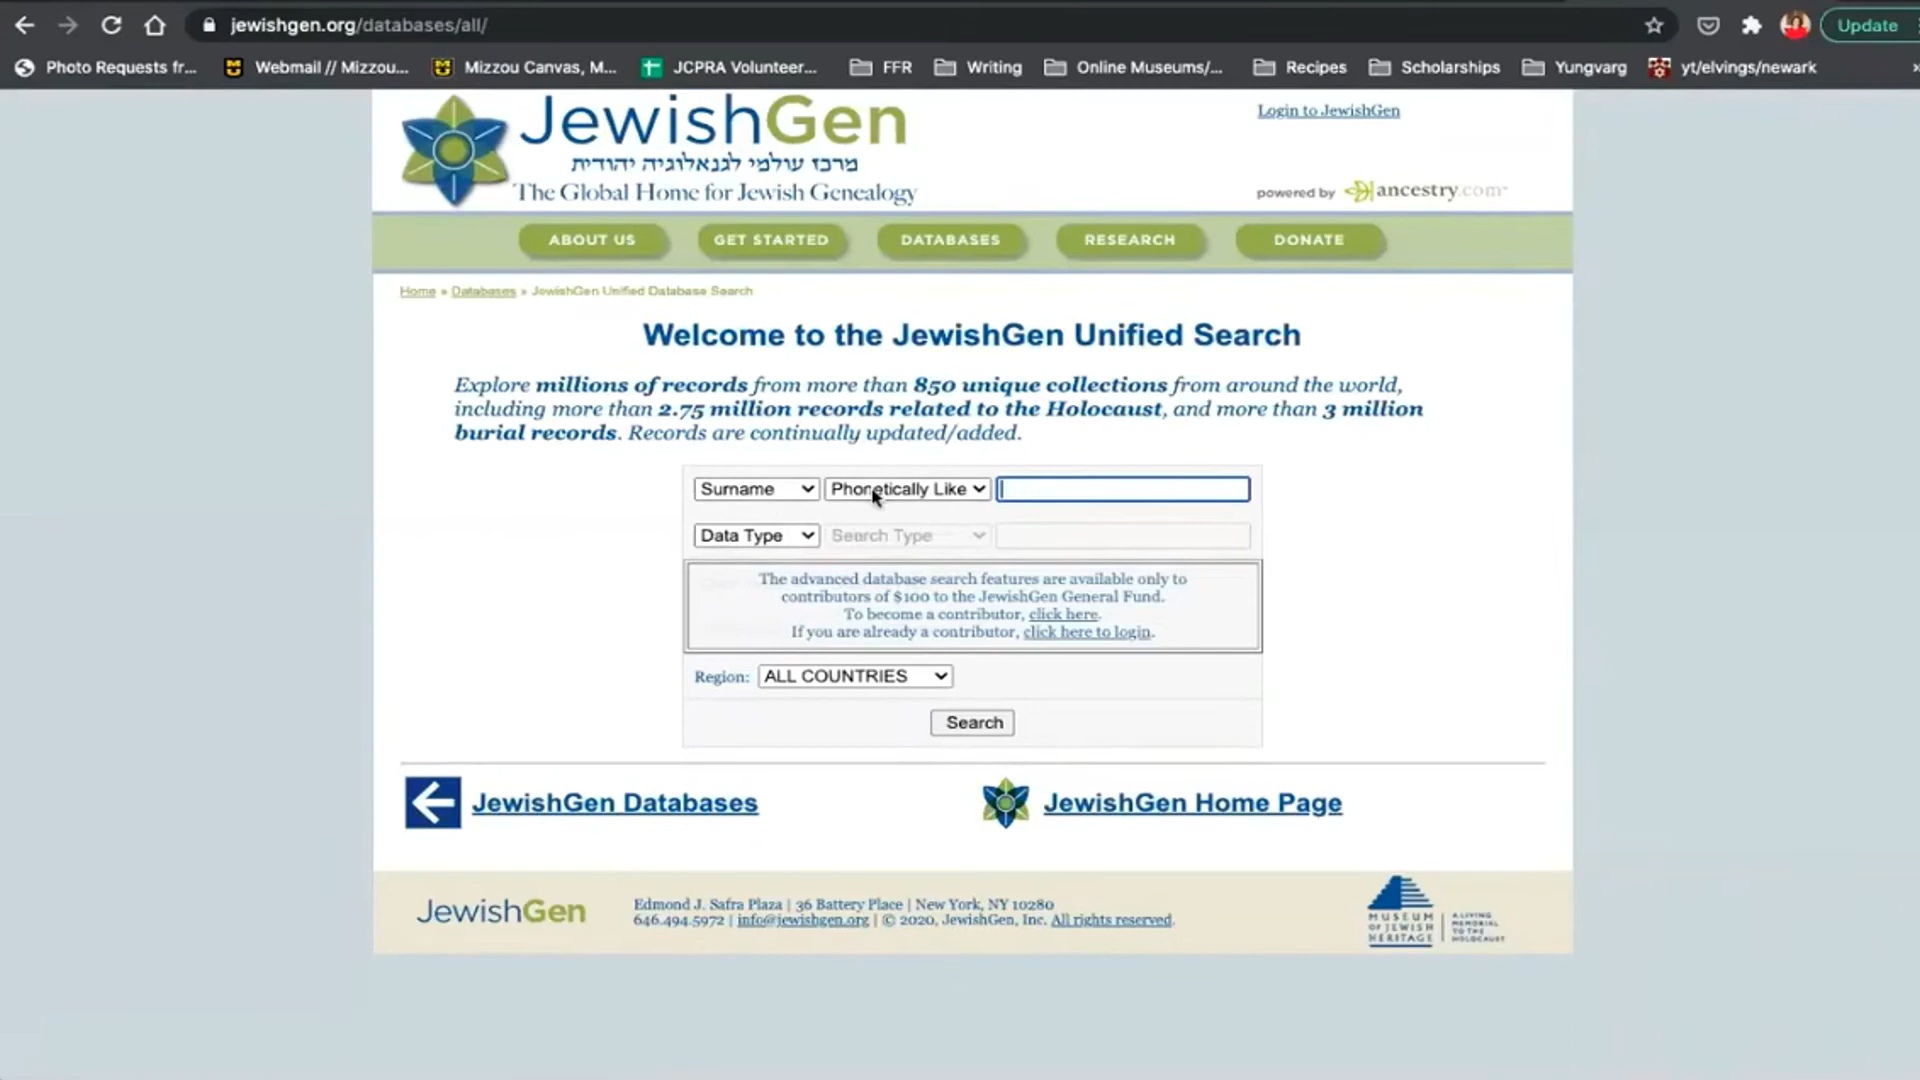 jewishgen.org/databases/all/
Update
Photo Requests fr...
Webmail // Mizzou...
Mizzou Canvas, M...
JCPRA Volunteer...
FFR
Writing
Online Museums/...
Recipes
Scholarships
Yungvarg
yt/elvings/newark
»
JewishGen
מרכז עולמי לגנאלוגיה יהודית
The Global Home for Jewish Genealogy
Login to JewishGen
powered by ancestry.com
ABOUT US
GET STARTED
DATABASES
RESEARCH
DONATE
Home » Databases » JewishGen Unified Database Search
Welcome to the JewishGen Unified Search
Explore millions of records from more than 850 unique collections from around the world,
including more than 2.75 million records related to the Holocaust, and more than 3 million
burial records. Records are continually updated/added.
Surname Phonetically Like
Data Type Search Type
The advanced database search features are available only to
contributors of $100 to the JewishGen General Fund.
To become a contributor, click here.
If you are already a contributor, click here to login.
Region: ALL COUNTRIES
Search
JewishGen Databases
JewishGen Home Page
JewishGen
Edmond J. Safra Plaza | 36 Battery Place | New York, NY 10280
646.494.5972 | info@jewishgen.org | © 2020, JewishGen, Inc. All rights reserved.
MUSEUM
OF JEWISH
HERITAGE
A LIVING
MEMORIAL
TO THE
HOLOCAUST